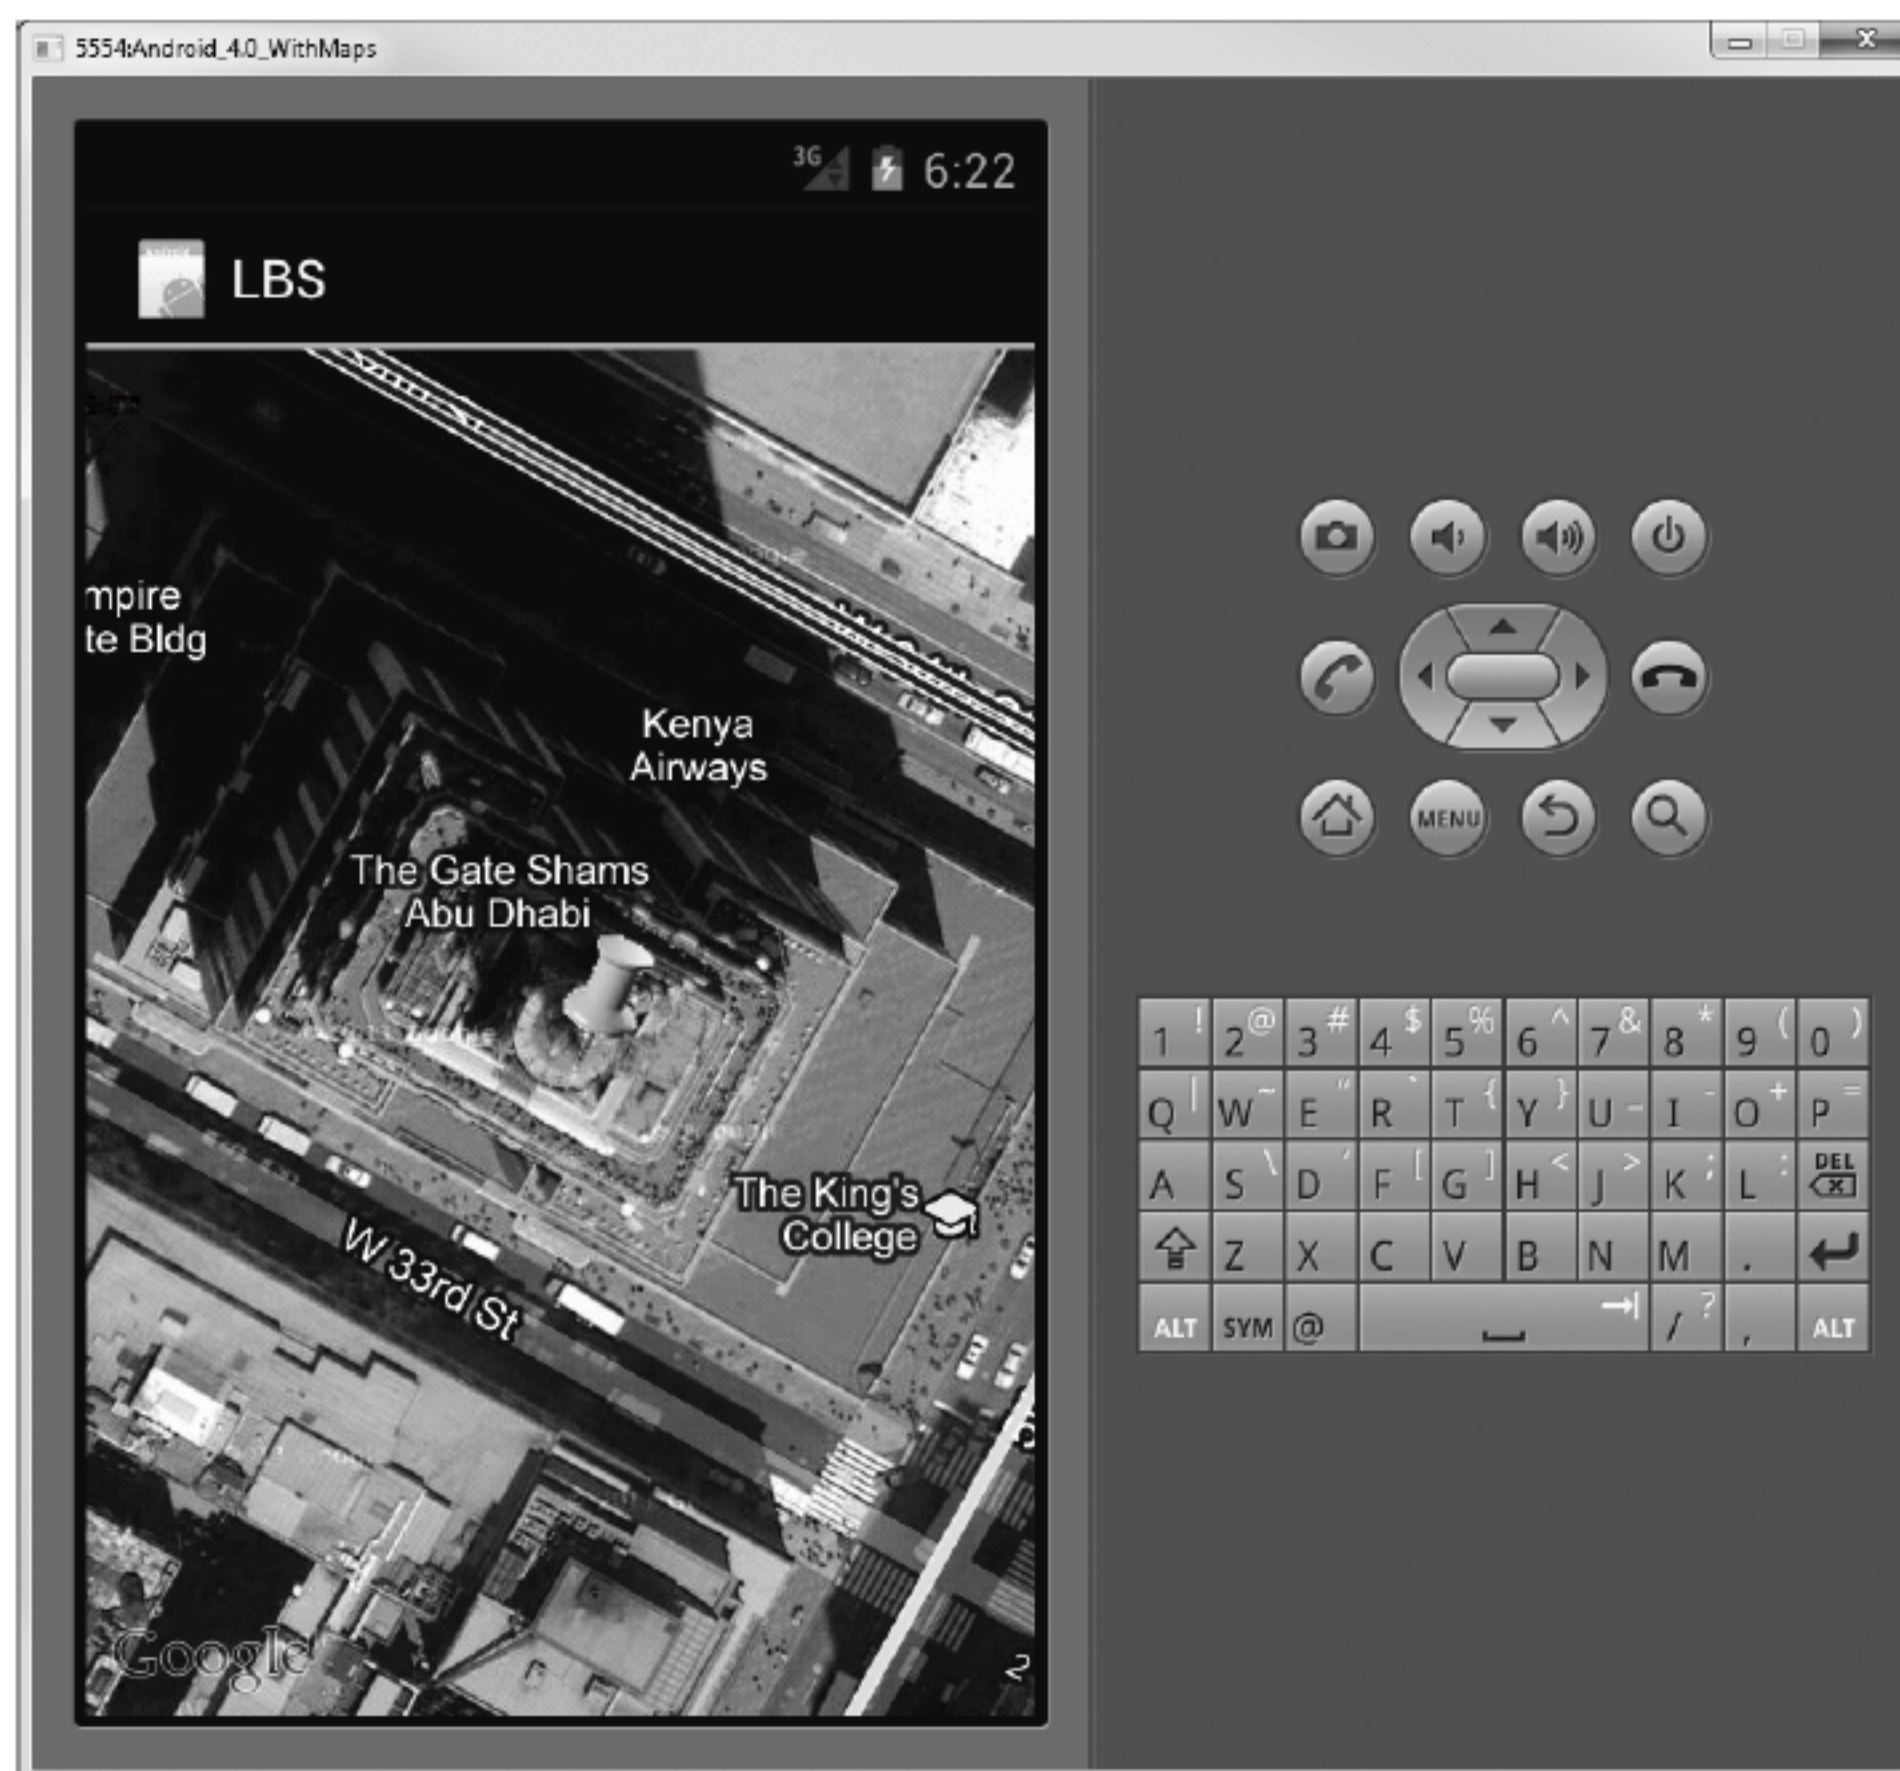 5554:Android_4.0_WithMaps
3G
6:22
LBS
mpire
te Bldg
Kenya
Airways
The Gate Shams
Abu Dhabi
The King's
College
W 33rd St
Google
2
MENU
1 ! 2 @ 3 # 4 $ 5 % 6 ^ 7 & 8 * 9 ( 0 )
Q | W ~ E " R ` T { Y } U _ I - O + P =
A S \ D ' F [ G ] H < J > K ; L : DEL
Z X C V B N M .
ALT SYM @ / ? , ALT